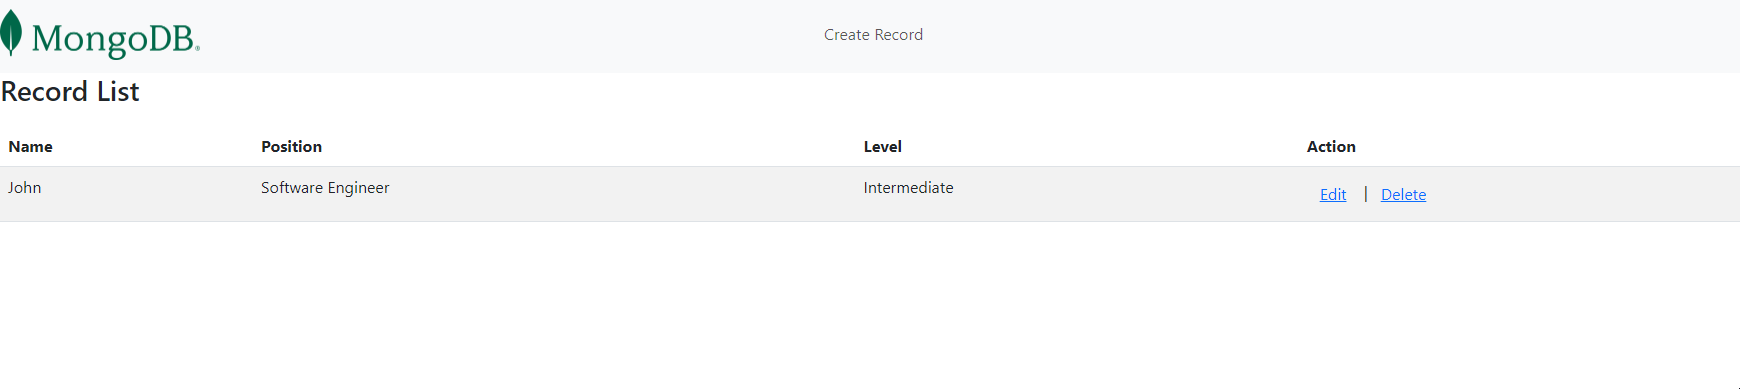 MongoDB®
Create Record
Record List
Name Position Level Action
John Software Engineer Intermediate Edit | Delete